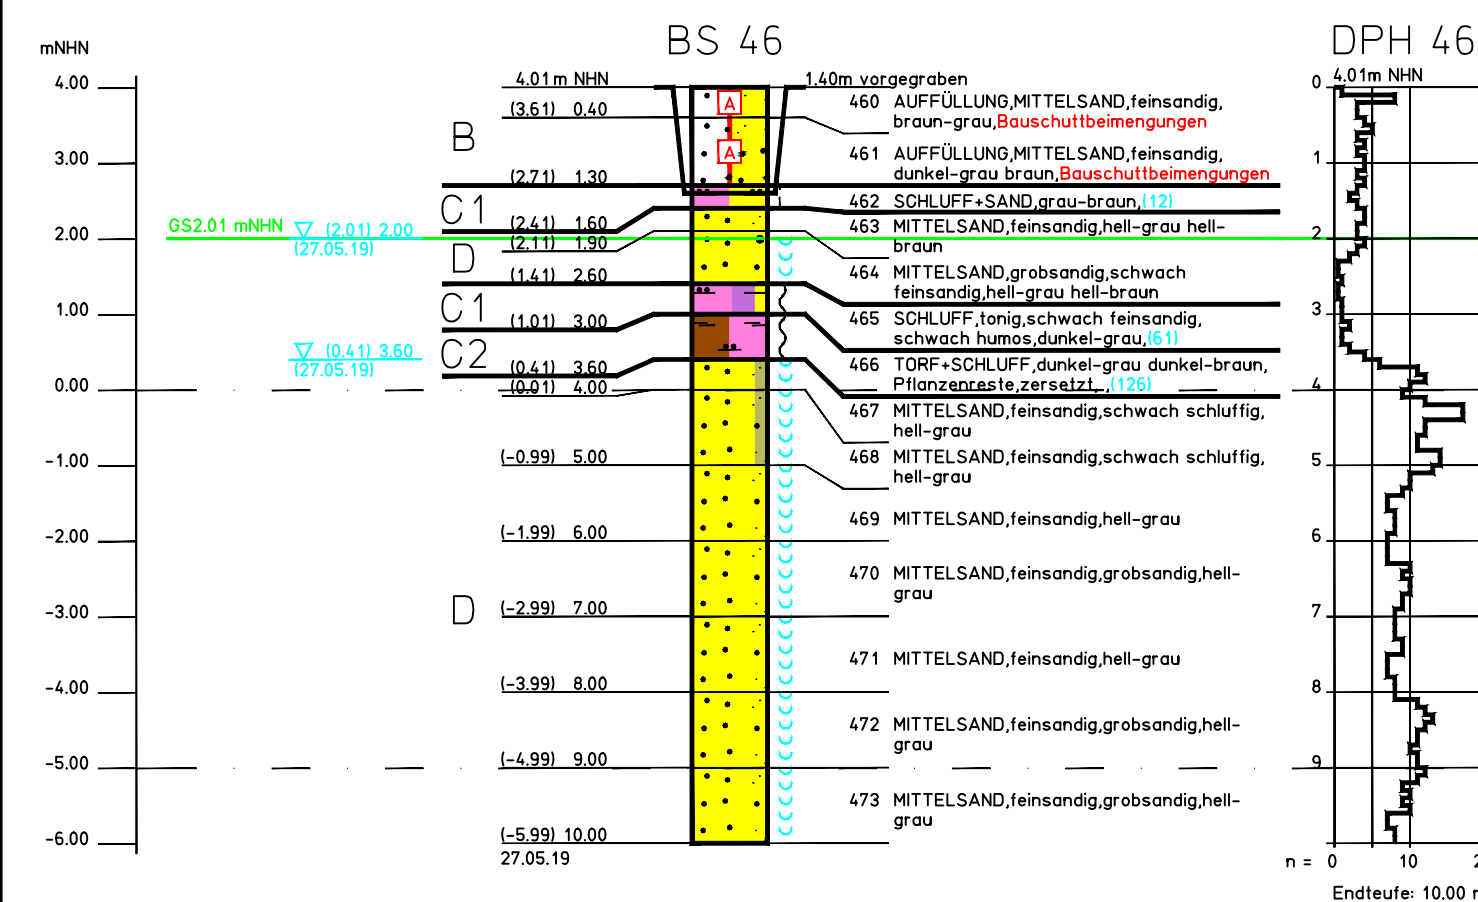 BS 46
DPH 46
mNHN
4.00
3.00
2.00
1.00
0.00
-1.00
-2.00
-3.00
-4.00
-5.00
-6.00
GS2.01 mNHN
(2.01) 2.00
(27.05.19)
(0.41) 3.60
(27.05.19)
B
C1
D
C1
C2
D
4.01m NHN
(3.61) 0.40
(2.71) 1.30
(2.41) 1.60
(2.11) 1.90
(1.41) 2.60
(1.01) 3.00
(0.41) 3.60
(0.01) 4.00
(-0.99) 5.00
(-1.99) 6.00
(-2.99) 7.00
(-3.99) 8.00
(-4.99) 9.00
(-5.99) 10.00
27.05.19
A
A
1.40m vorgegraben
460 AUFFÜLLUNG,MITTELSAND,feinsandig,
braun-grau,Bauschuttbeimengungen
461 AUFFÜLLUNG,MITTELSAND,feinsandig,
dunkel-grau braun,Bauschuttbeimengungen
462 SCHLUFF+SAND,grau-braun,(12)
463 MITTELSAND,feinsandig,hell-grau hell-
braun
464 MITTELSAND,grobsandig,schwach
feinsandig,hell-grau hell-braun
465 SCHLUFF,tonig,schwach feinsandig,
schwach humos,dunkel-grau,(61)
466 TORF+SCHLUFF,dunkel-grau dunkel-braun,
Pflanzenreste,zersetzt,,(126)
467 MITTELSAND,feinsandig,schwach schluffig,
hell-grau
468 MITTELSAND,feinsandig,schwach schluffig,
hell-grau
469 MITTELSAND,feinsandig,hell-grau
470 MITTELSAND,feinsandig,grobsandig,hell-
grau
471 MITTELSAND,feinsandig,hell-grau
472 MITTELSAND,feinsandig,grobsandig,hell-
grau
473 MITTELSAND,feinsandig,grobsandig,hell-
grau
4.01m NHN
0
1
2
3
4
5
6
7
8
9
n = 0 10 2
Endteufe: 10.00